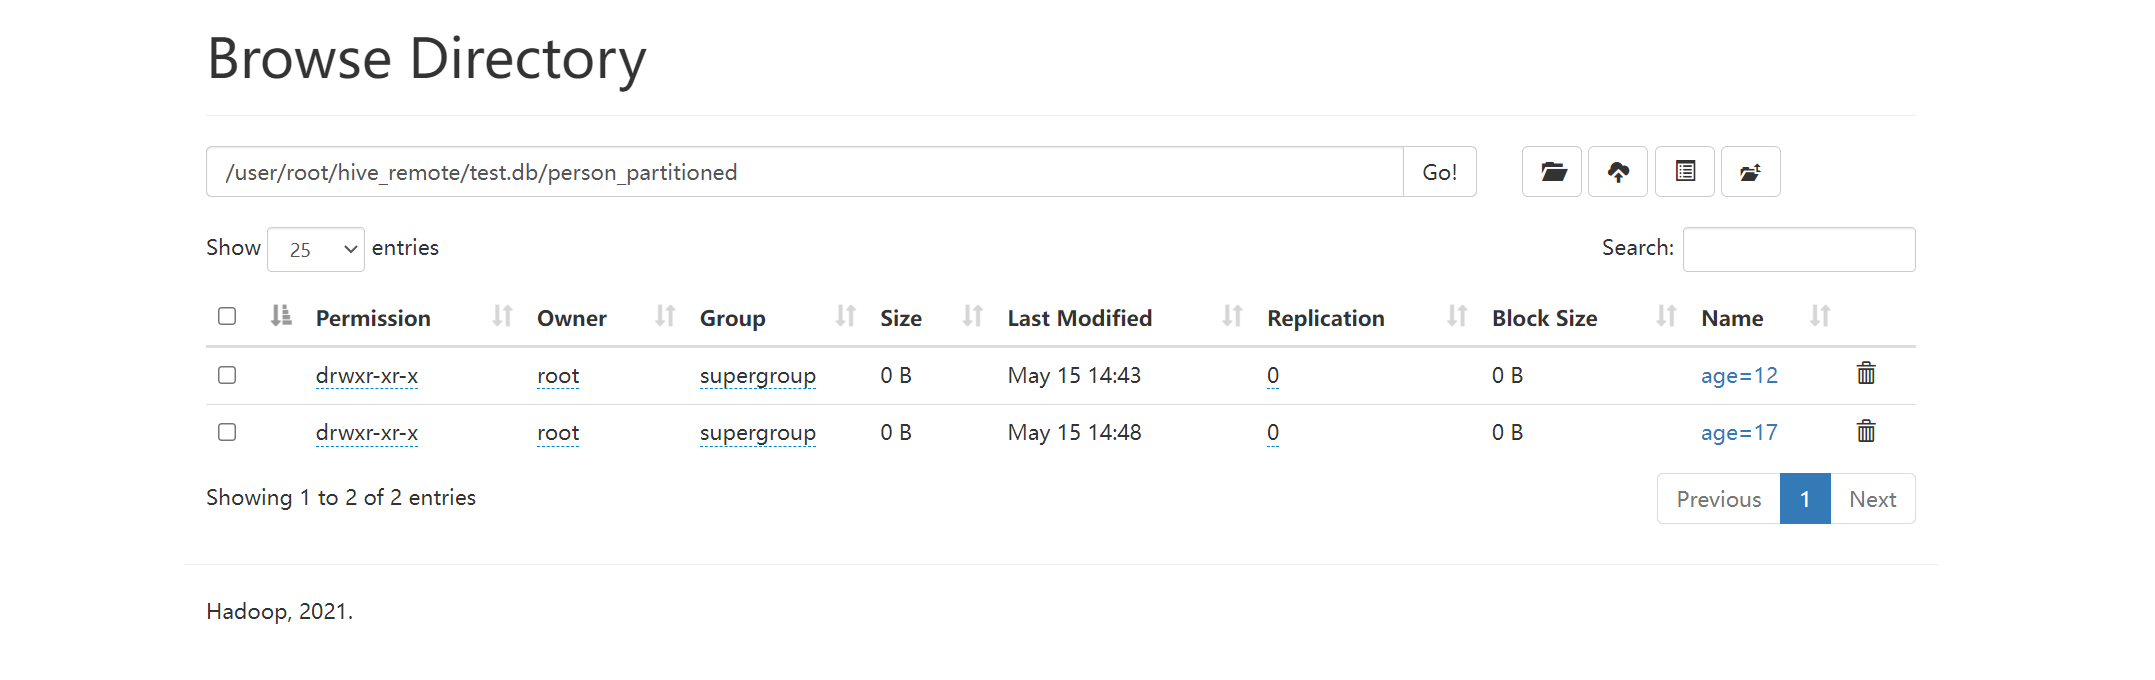 Browse Directory
/user/root/hive_remote/test.db/person_partitioned Go!
Show 25 entries Search:
Permission Owner Group Size Last Modified Replication Block Size Name
drwxr-xr-x root supergroup 0 B May 15 14:43 0 0 B age=12
drwxr-xr-x root supergroup 0 B May 15 14:48 0 0 B age=17
Showing 1 to 2 of 2 entries Previous 1 Next
Hadoop, 2021.